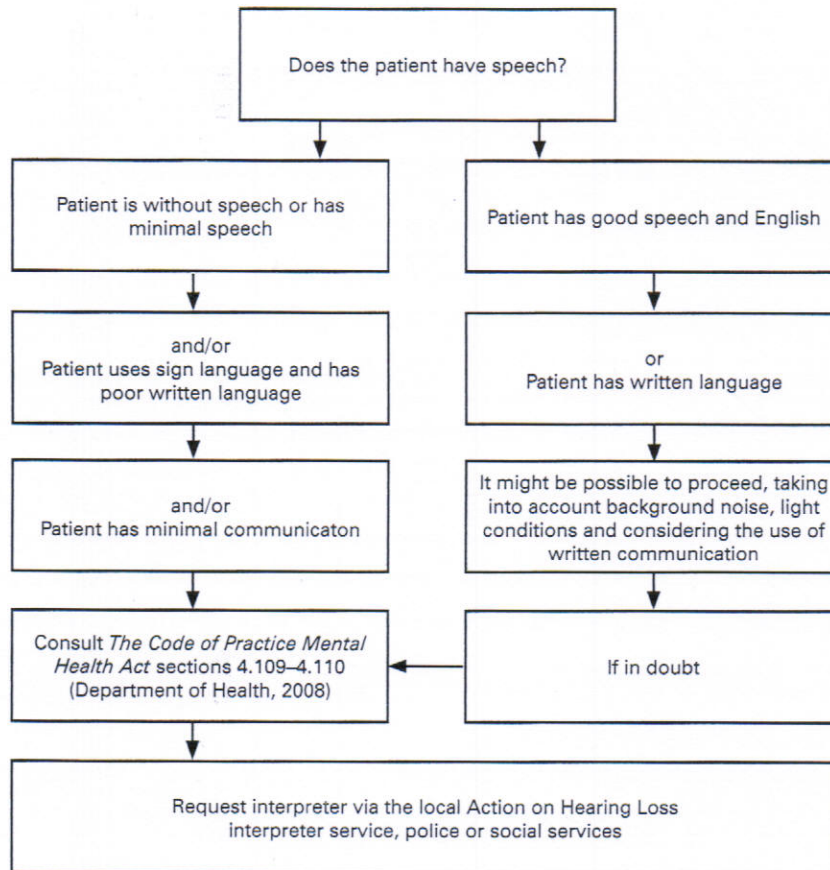 Does the patient have speech?
Patient is without speech or has
minimal speech
Patient has good speech and English
and/or
Patient uses sign language and has
poor written language
or
Patient has written language
and/or
Patient has minimal communicaton
It might be possible to proceed, taking
into account background noise, light
conditions and considering the use of
written communication
Consult The Code of Practice Mental
Health Act sections 4.109–4.110
(Department of Health, 2008)
If in doubt
Request interpreter via the local Action on Hearing Loss
interpreter service, police or social services